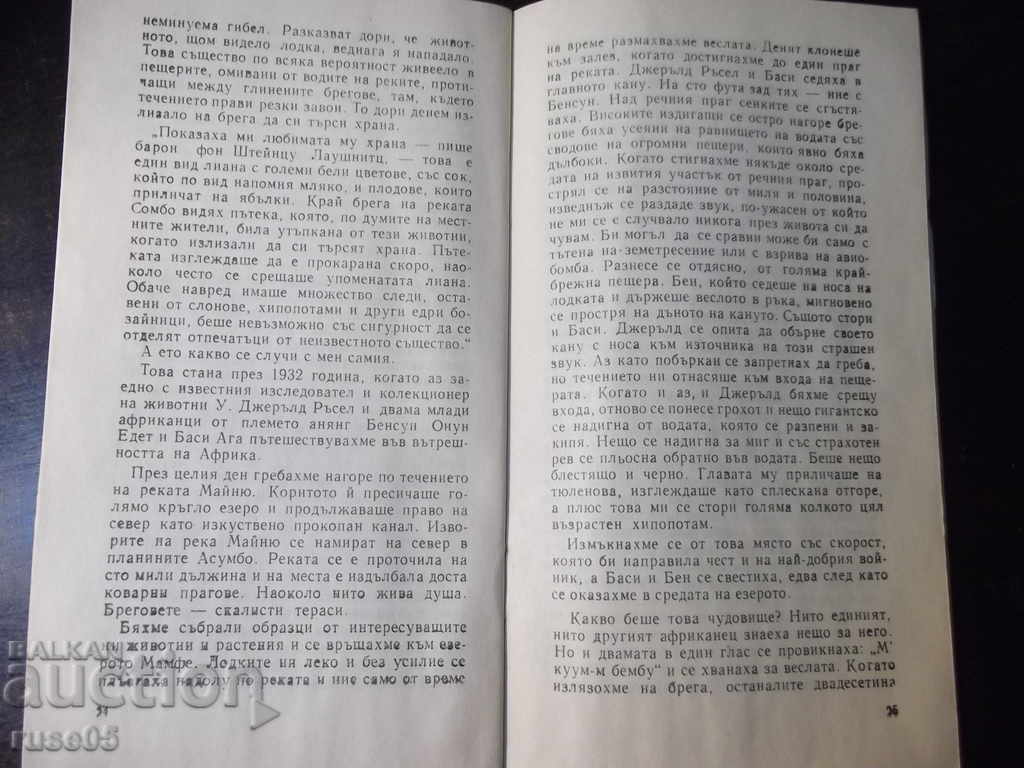 неминуема гибел. Разказват дори, че живот-
ното, щом видело лодка, веднага я нападало.
Това същество по всяка вероятност живеело в
пещерите, омивани от водите на реките, проти-
чащи между глинените брегове, там, където
течението прави резки завои. То дори денем из-
лизало на брега да си търси храна.
„Показаха ми любимата му храна — пише
барон фон Штейнцу Лаушнитц, — това е
един вид лиана с големи бели цветове, със сок,
който по вид напомня мляко, и плодове, които
приличат на ябълки. Край брега на реката
Сомбо видях пътека, която, по думите на мест-
ните жители, била утъпкана от тези животни,
когато излизали да си търсят храна. Пъте-
ката изглеждаше да е прокарана скоро, нао-
коло често се срещаше упоменатата лиана.
Обаче навред имаше множество следи, оста-
вени от слонове, хипопотами и други едри бо-
зайници, беше невъзможно със сигурност да се
отделят отпечатъци от неизвестното същество.“
А ето какво се случи с мен самия.
Това стана през 1932 година, когато аз за-
едно с известния изследовател и колекционер
на животни У. Джерълд Ръсел и двама млади
африканци от племето анянг Бенсун Онун
Едет и Баси Ага пътешествувахме във вътреш-
ността на Африка.
През целия ден гребахме нагоре по течението
на реката Майню. Коритото й пресичаше го-
лямо кръгло езеро и продължаваше право на
север като изкуствено прокопан канал. Изво-
рите на река Майню се намират на север в
планините Асумбо. Реката се е проточила на
сто мили дължина и на места е издълбала доста
коварни прагове. Наоколо нито жива душа.
Бреговете — скалисти тераси.
Бяхме събрали образци от интересуващите
ни животни и растения и се връщахме към езе-
рото Мамфе. Лодките ни леко и без усилие се
плъзгаха надолу по реката и ние само от време
24
на време размахвахме веслата. Денят клонеше
към залез, когато достигнахме до един праг
на реката. Джерълд Ръсел и Баси седяха в
главното кану. На сто фута зад тях — ние с
Бенсун. Над речния праг сенките се сгъстя-
ваха. Високите издигащи се остро нагоре бре-
гове бяха усеяни на равнището на водата със
сводове на огромни пещери, които явно бяха
дълбоки. Когато стигнахме някъде около сре-
дата на извития участък от речния праг, про-
стрял се на разстояние от миля и половина,
изведнъж се раздаде звук, по-ужасен от който
не ми се е случвало никога през живота си да
чувам. Би могъл да се сравни може би само с
тътена на-земетресение или с взрива на авио-
бомба. Разнесе се отдясно, от голяма край-
брежна пещера. Бен, който седеше на носа на
лодката и държеше веслото в ръка, мигновено
се простря на дъното на кануто. Същото стори
и Баси. Джерълд се опита да обърне своето
кану с носа към източника на този страшен
звук. Аз като побъркан се запретнах да греба,
но течението ни отнасяше към входа на пеще-
рата. Когато и аз, и Джерълд бяхме срещу
входа, отново се понесе грохот и нещо гигантско
се надигна от водата, която се разпени и за-
кипя. Нещо се надигна за миг и със страхотен
рев се пльосна обратно във водата. Беше нещо
блестящо и черно. Главата му приличаше на
тюленова, изглеждаше като сплескана отгоре,
а плюс това ми се стори голяма колкото цял
възрастен хипопотам.
Измъкнахме се от това място със скорост,
която би направила чест и на най-добрия вой-
ник, а Баси и Бен се свестиха, едва след като
се оказахме в средата на езерото.
Какво беше това чудовище? Нито единият,
нито другият африканец знаеха нещо за него.
Но и двамата в един глас се провикнаха: „М’
куум-м бембу“ и се хванаха за веслата. Когато
излязохме на брега, останалите двадесетина
26
BALKAN
auction
ruse05